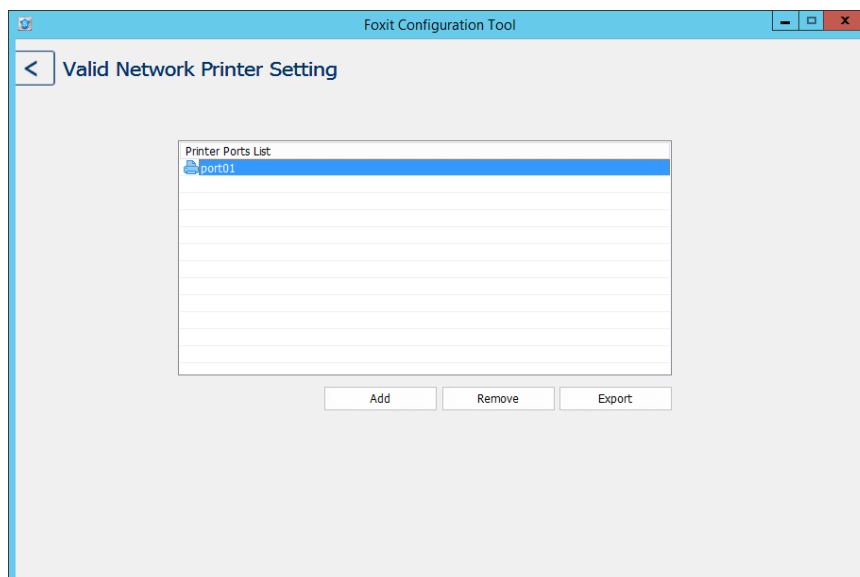 Foxit Configuration Tool
Valid Network Printer Setting
Printer Ports List
port01
Add Remove Export